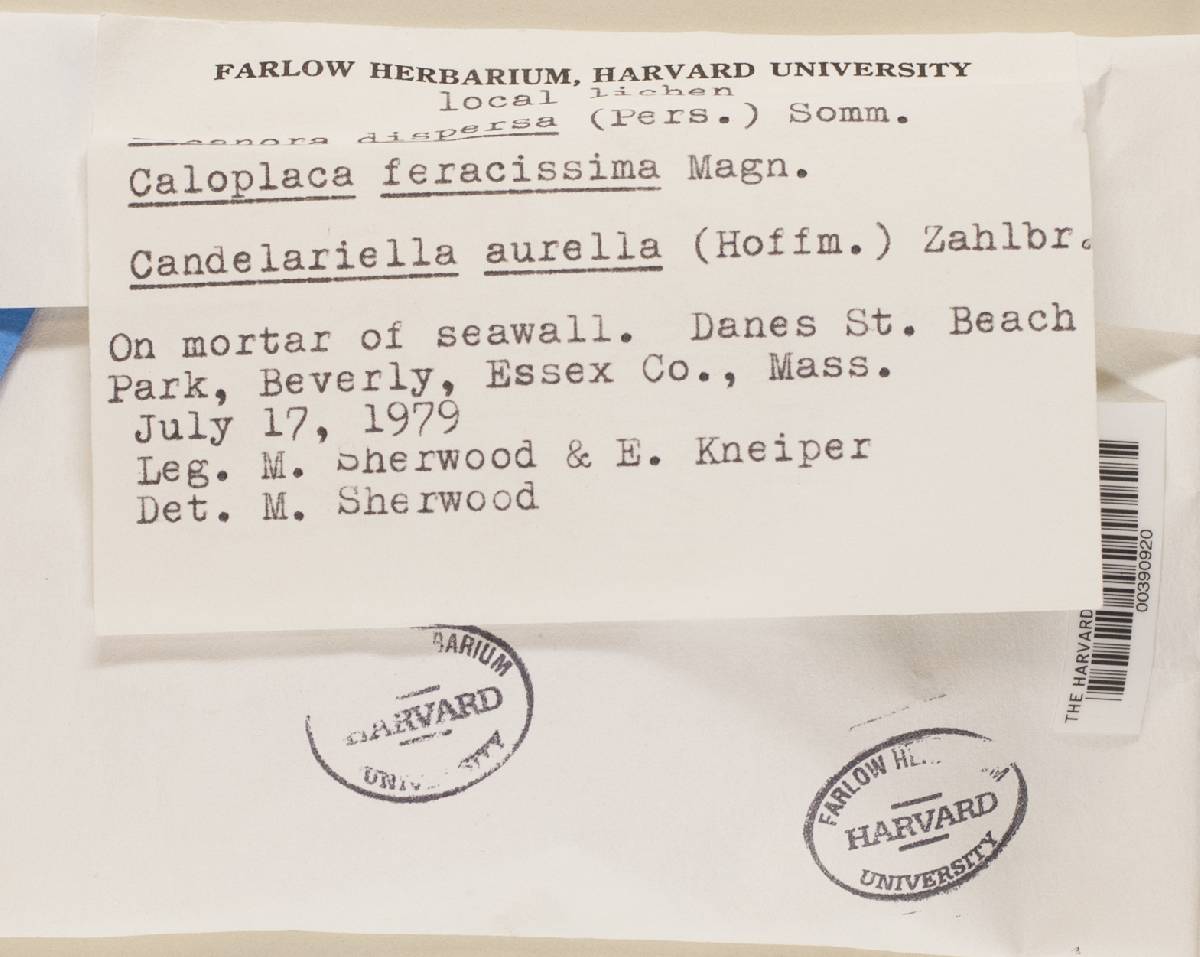 FARLOW HERBARIUM, HARVARD UNIVERSITY
local lichen
dispersa (Pers.) Somm.
Caloplaca feracissima Magn.
Candelariella aurella (Hoffm.) Zahlbr.
On mortar of seawall. Danes St. Beach
Park, Beverly, Essex Co., Mass.
July 17, 1979
Leg. M. Sherwood & E. Kneiper
Det. M. Sherwood
THE HARVARD
00390920
HARVARD
FARLOW
HARVARD
UNIVERSITY